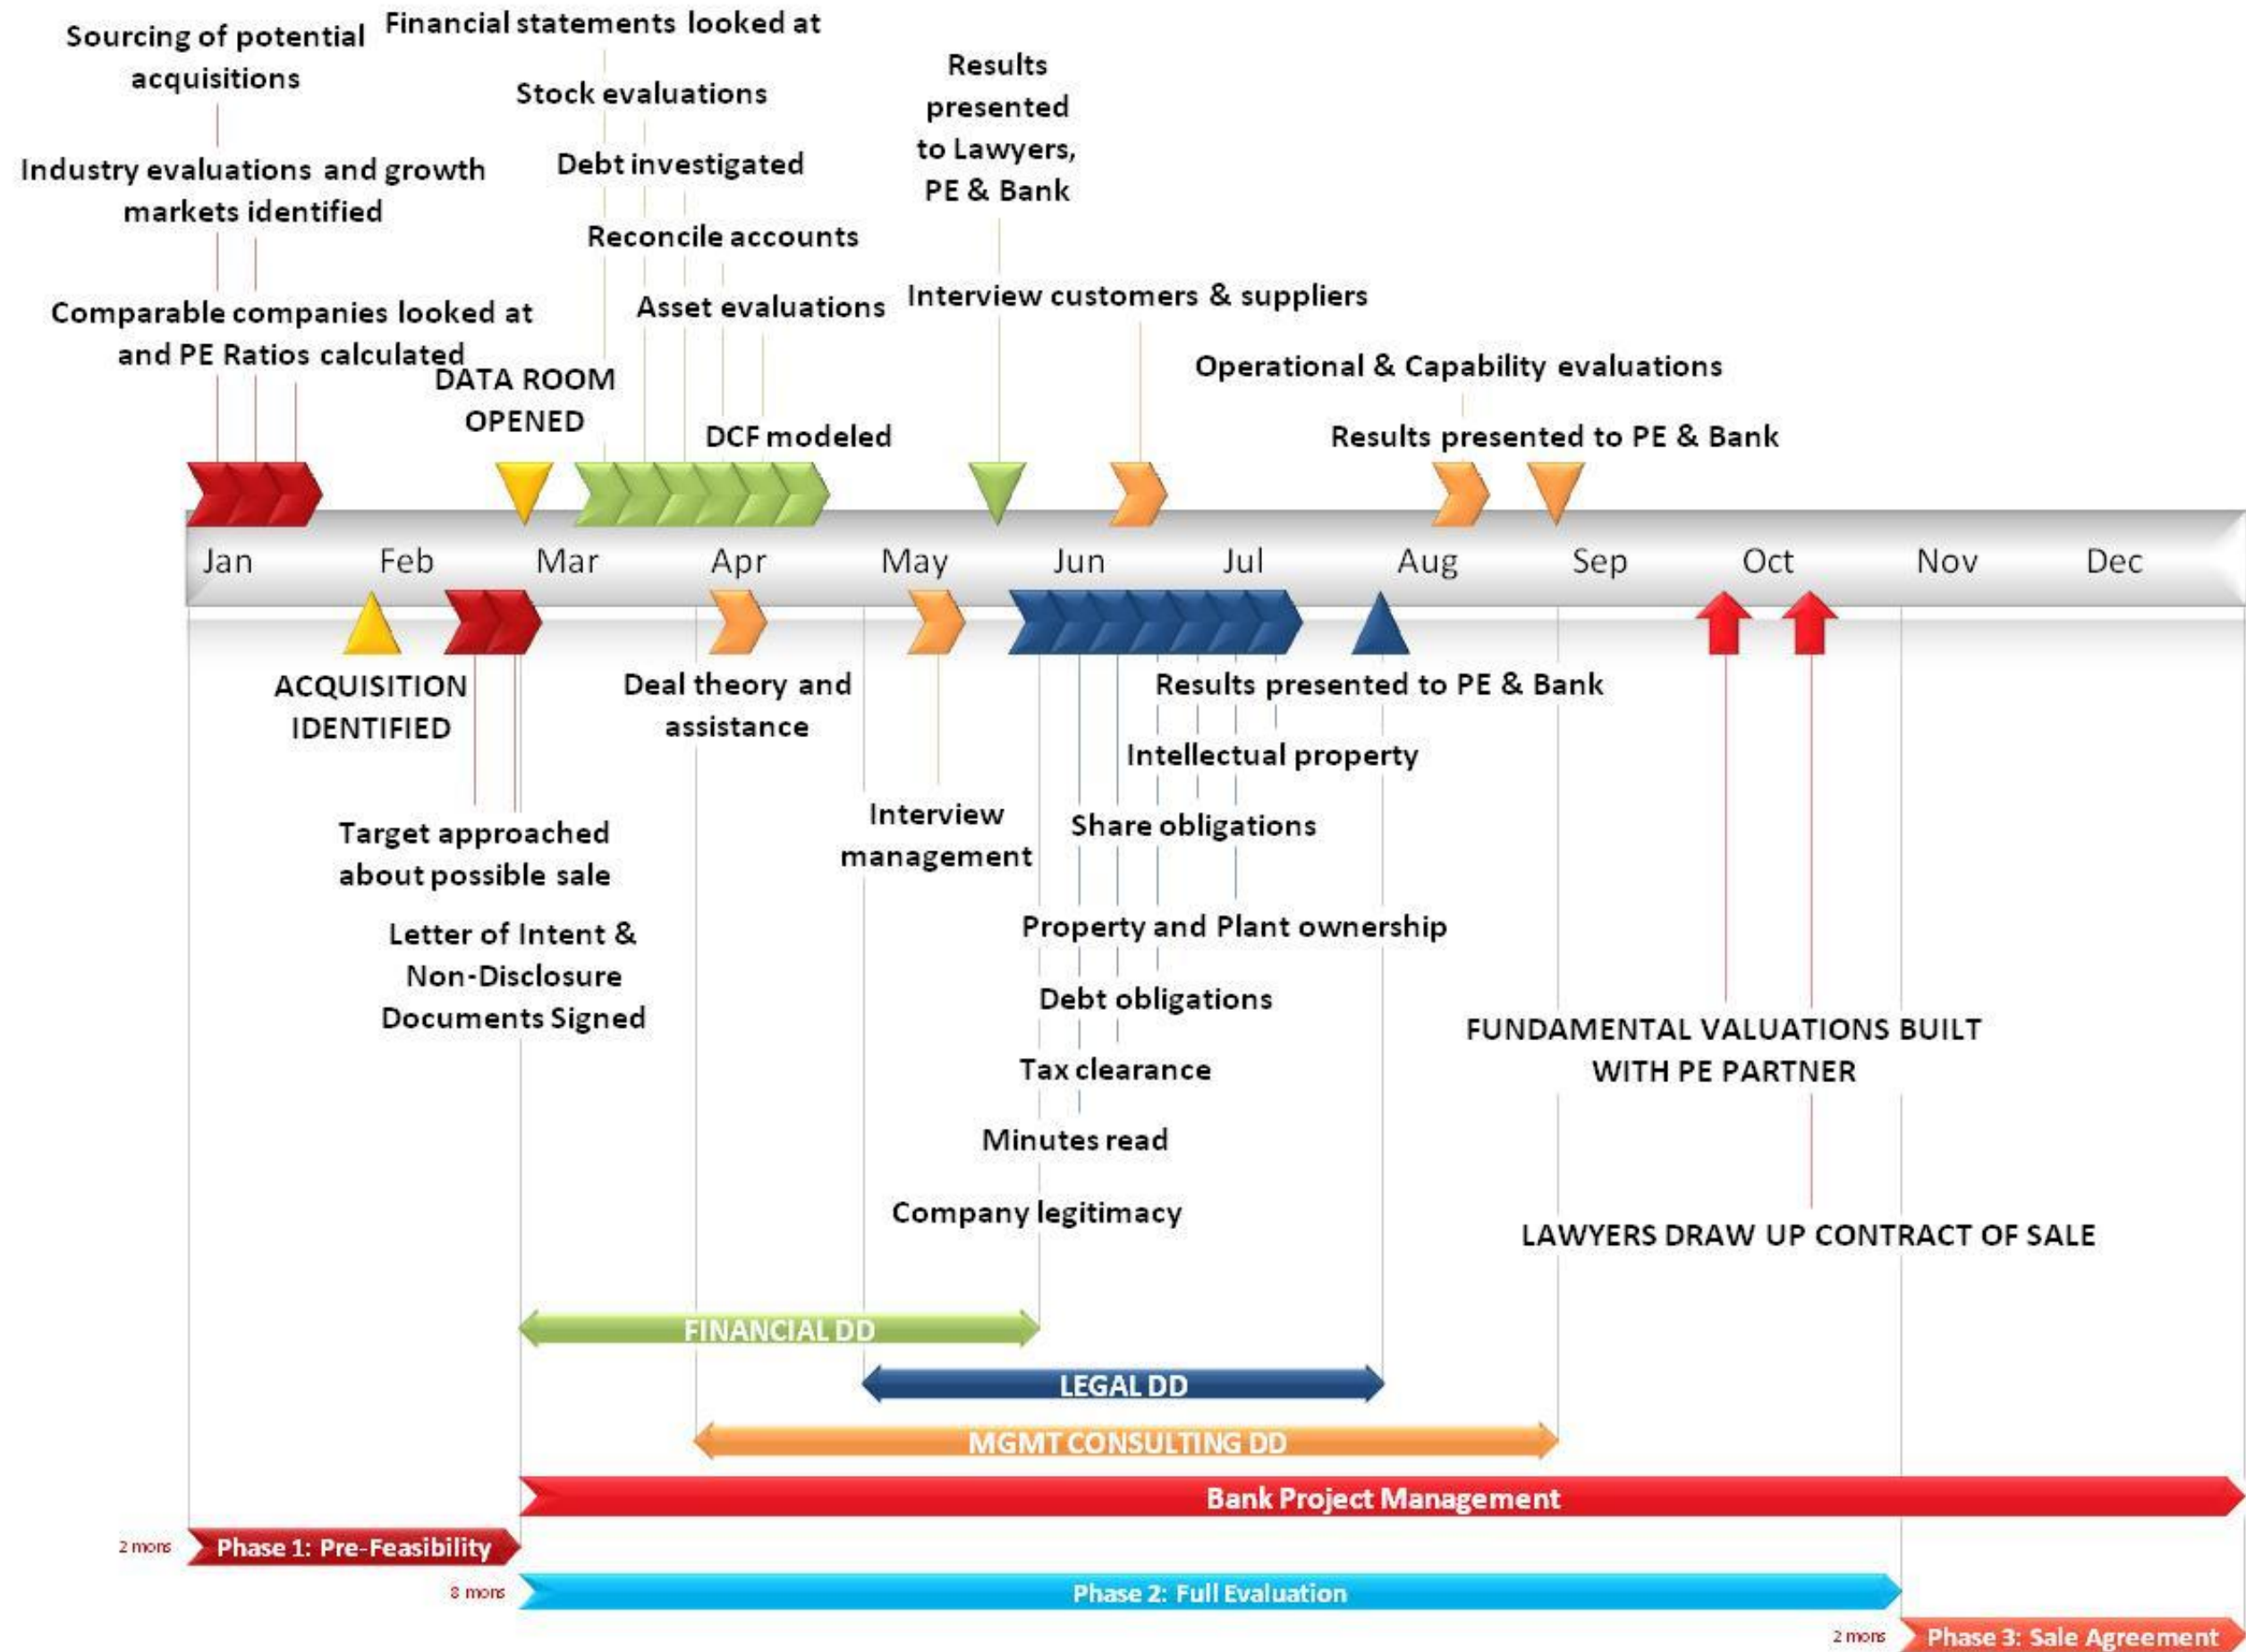 Sourcing of potential
acquisitions
Financial statements looked at
Stock evaluations
Results
presented
to Lawyers,
PE & Bank
Industry evaluations and growth
markets identified
Debt investigated
Reconcile accounts
Comparable companies looked at
and PE Ratios calculated
Asset evaluations
Interview customers & suppliers
DATA ROOM
OPENED
DCF modeled
Operational & Capability evaluations
Results presented to PE & Bank
Jan Feb Mar Apr May Jun Jul Aug Sep Oct Nov Dec
ACQUISITION
IDENTIFIED
Deal theory and
assistance
Results presented to PE & Bank
Intellectual property
Target approached
about possible sale
Interview
management
Share obligations
Letter of Intent &
Non-Disclosure
Documents Signed
Property and Plant ownership
Debt obligations
Tax clearance
Minutes read
Company legitimacy
FUNDAMENTAL VALUATIONS BUILT
WITH PE PARTNER
LAWYERS DRAW UP CONTRACT OF SALE
FINANCIAL DD
LEGAL DD
MGMT CONSULTING DD
Bank Project Management
2 mons Phase 1: Pre-Feasibility
8 mons Phase 2: Full Evaluation
2 mons Phase 3: Sale Agreement